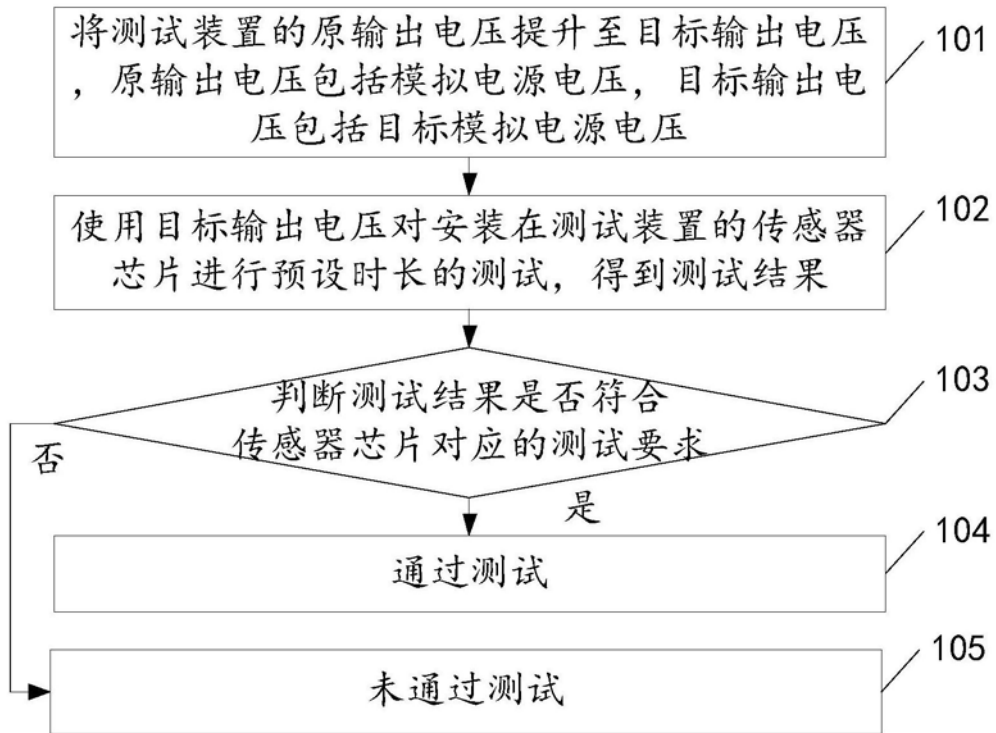 将测试装置的原输出电压提升至目标输出电压
，原输出电压包括模拟电源电压，目标输出电
压包括目标模拟电源电压
101
使用目标输出电压对安装在测试装置的传感器
芯片进行预设时长的测试，得到测试结果
102
判断测试结果是否符合
传感器芯片对应的测试要求
103
否
是
通过测试
104
未通过测试
105